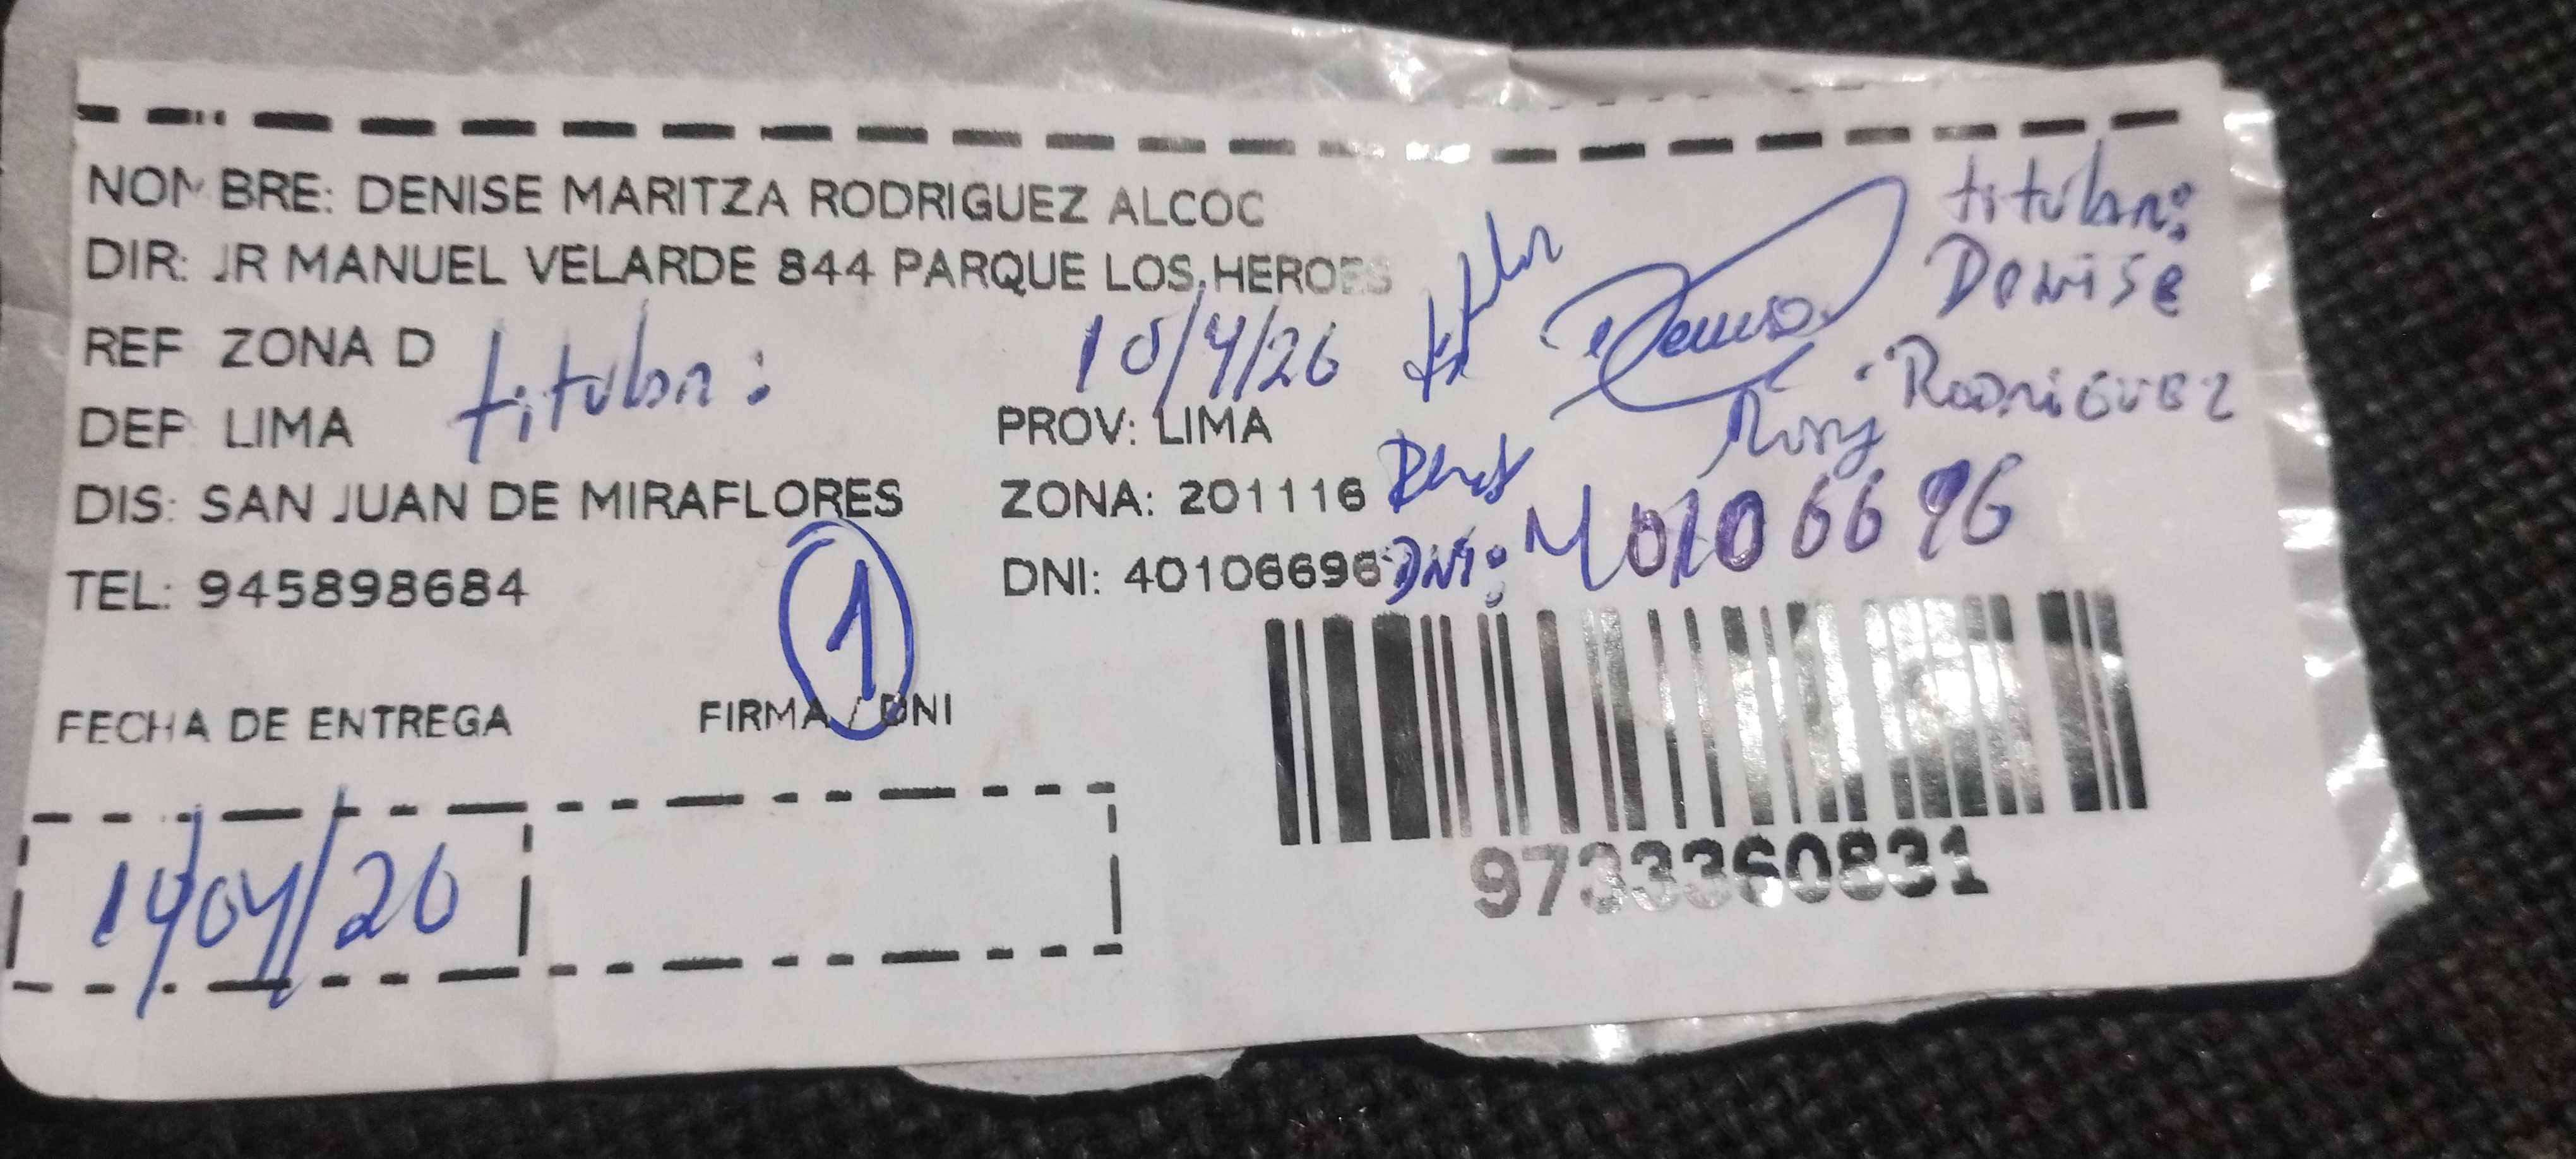 NOMBRE: DENISE MARITZA RODRIGUEZ ALCOC
DIR: JR MANUEL VELARDE 844 PARQUE LOS HEROES
REF ZONA D
titular:
10/4/26
titular
titular:
Denise
Rodriguez
DEP: LIMA
PROV: LIMA
DIS: SAN JUAN DE MIRAFLORES
ZONA: 201116
TEL: 945898684
DNI: 40106696
DNI: 40106696
1
FECHA DE ENTREGA
FIRMA / DNI
14/04/26
9733360831